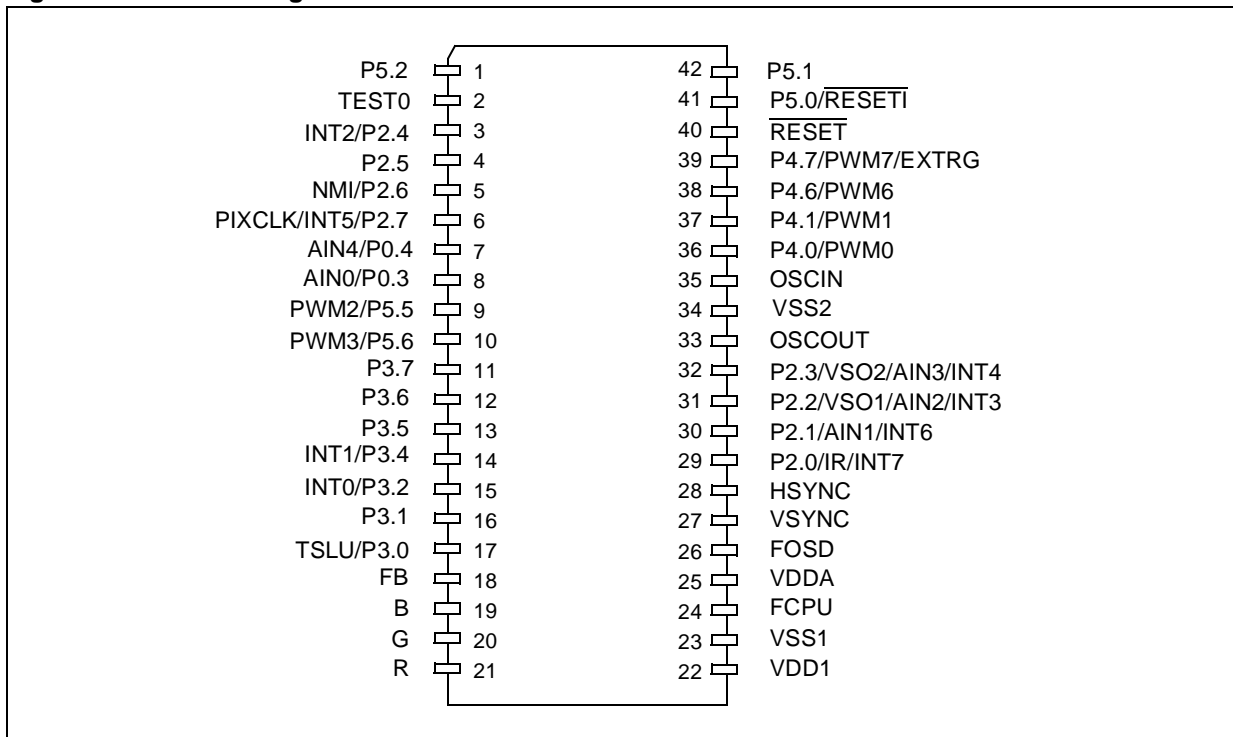 P5.2 1 42 P5.1
TEST0 2 41 P5.0/RESETI
INT2/P2.4 3 40 RESET
P2.5 4 39 P4.7/PWM7/EXTRG
NMI/P2.6 5 38 P4.6/PWM6
PIXCLK/INT5/P2.7 6 37 P4.1/PWM1
AIN4/P0.4 7 36 P4.0/PWM0
AIN0/P0.3 8 35 OSCIN
PWM2/P5.5 9 34 VSS2
PWM3/P5.6 10 33 OSCOUT
P3.7 11 32 P2.3/VSO2/AIN3/INT4
P3.6 12 31 P2.2/VSO1/AIN2/INT3
P3.5 13 30 P2.1/AIN1/INT6
INT1/P3.4 14 29 P2.0/IR/INT7
INT0/P3.2 15 28 HSYNC
P3.1 16 27 VSYNC
TSLU/P3.0 17 26 FOSD
FB 18 25 VDDA
B 19 24 FCPU
G 20 23 VSS1
R 21 22 VDD1